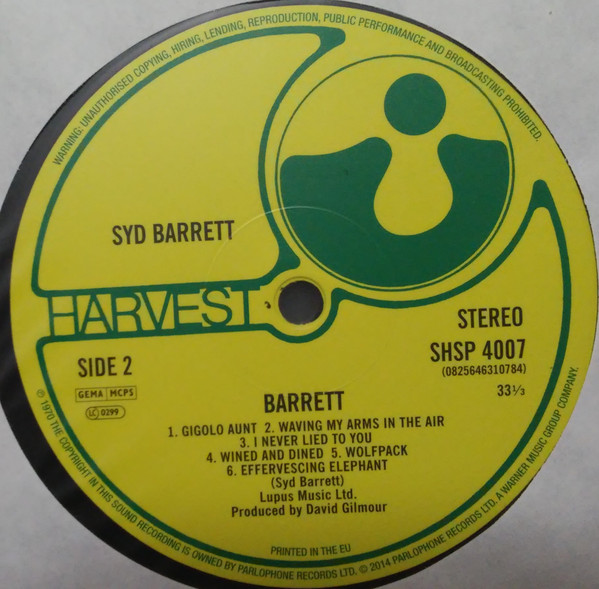 WARNING: UNAUTHORISED COPYING, HIRING, LENDING, REPRODUCTION, PUBLIC PERFORMANCE AND BROADCASTING PROHIBITED.
SYD BARRETT
HARVEST
STEREO
SIDE 2
SHSP 4007
(0825646310784)
GEMA MCPS
33⅓
LC 0299
BARRETT
1. GIGOLO AUNT 2. WAVING MY ARMS IN THE AIR
3. I NEVER LIED TO YOU
4. WINED AND DINED 5. WOLFPACK
6. EFFERVESCING ELEPHANT
(Syd Barrett)
Lupus Music Ltd.
Produced by David Gilmour
PRINTED IN THE EU
℗ 1970 THE COPYRIGHT IN THIS SOUND RECORDING IS OWNED BY PARLOPHONE RECORDS LTD. © 2014 PARLOPHONE RECORDS LTD. A WARNER MUSIC GROUP COMPANY.